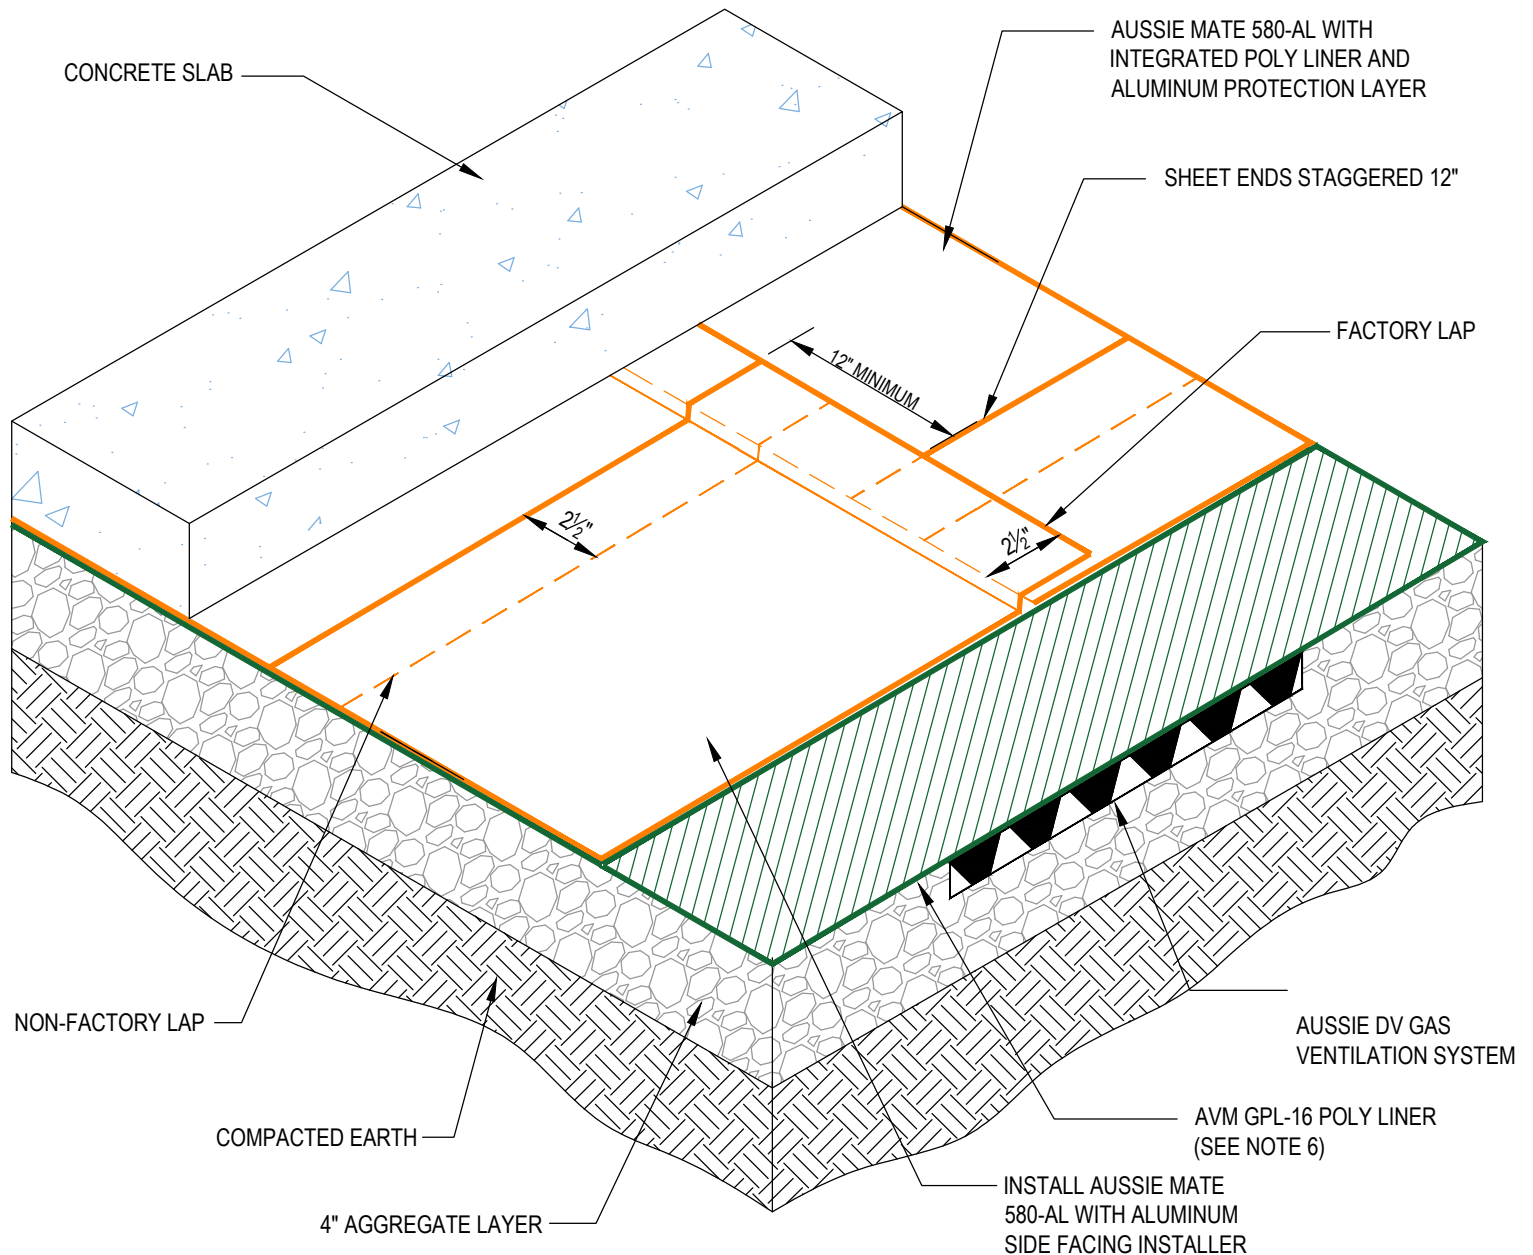 AUSSIE MATE 580-AL WITH
INTEGRATED POLY LINER AND
ALUMINUM PROTECTION LAYER
CONCRETE SLAB
SHEET ENDS STAGGERED 12"
FACTORY LAP
12" MINIMUM
2½"
2½"
NON-FACTORY LAP
AUSSIE DV GAS
VENTILATION SYSTEM
AVM GPL-16 POLY LINER
(SEE NOTE 6)
COMPACTED EARTH
INSTALL AUSSIE MATE
580-AL WITH ALUMINUM
SIDE FACING INSTALLER
4" AGGREGATE LAYER